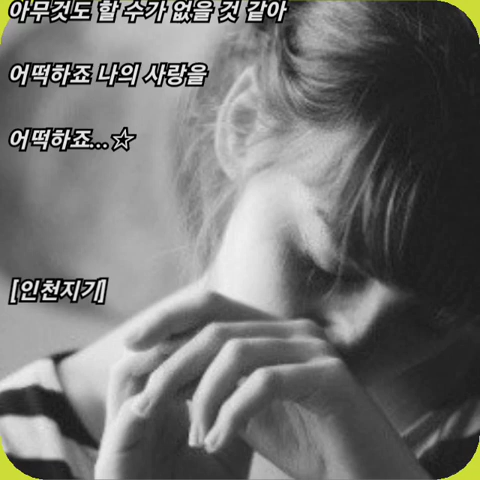 아무것도 할 수가 없을 것 같아
어떡하죠 나의 사랑을
어떡하죠...☆
[인천지기]